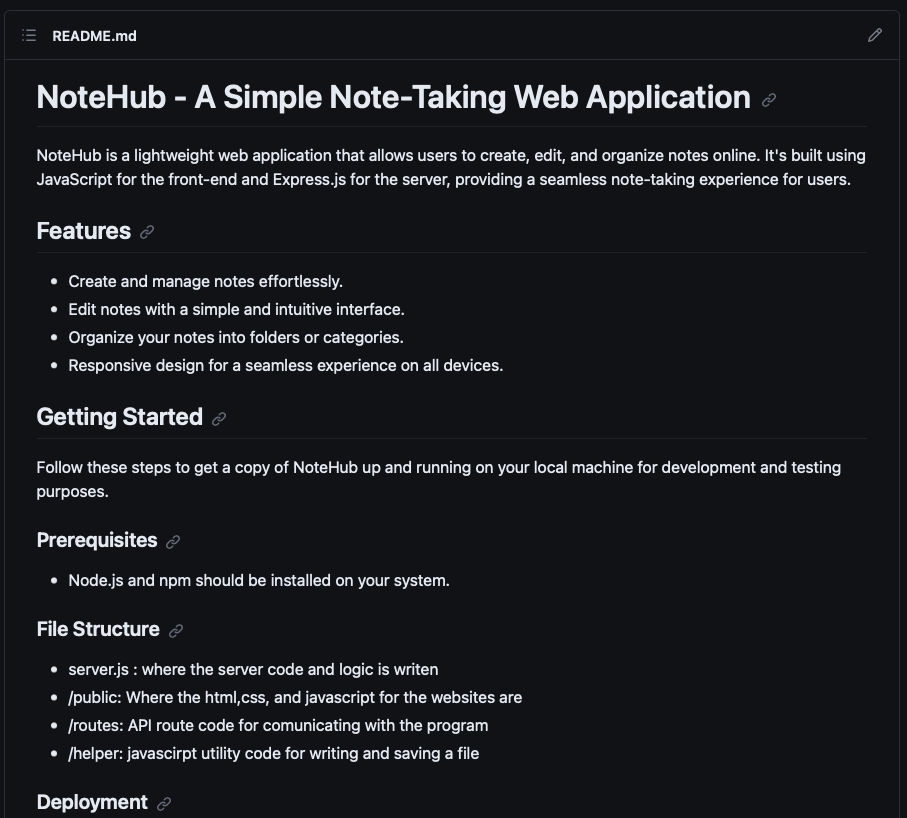 README.md
NoteHub - A Simple Note-Taking Web Application
NoteHub is a lightweight web application that allows users to create, edit, and organize notes online. It's built using
JavaScript for the front-end and Express.js for the server, providing a seamless note-taking experience for users.
Features
Create and manage notes effortlessly.
Edit notes with a simple and intuitive interface.
Organize your notes into folders or categories.
Responsive design for a seamless experience on all devices.
Getting Started
Follow these steps to get a copy of NoteHub up and running on your local machine for development and testing
purposes.
Prerequisites
Node.js and npm should be installed on your system.
File Structure
server.js : where the server code and logic is writen
/public: Where the html,css, and javascript for the websites are
/routes: API route code for comunicating with the program
/helper: javascirpt utility code for writing and saving a file
Deployment